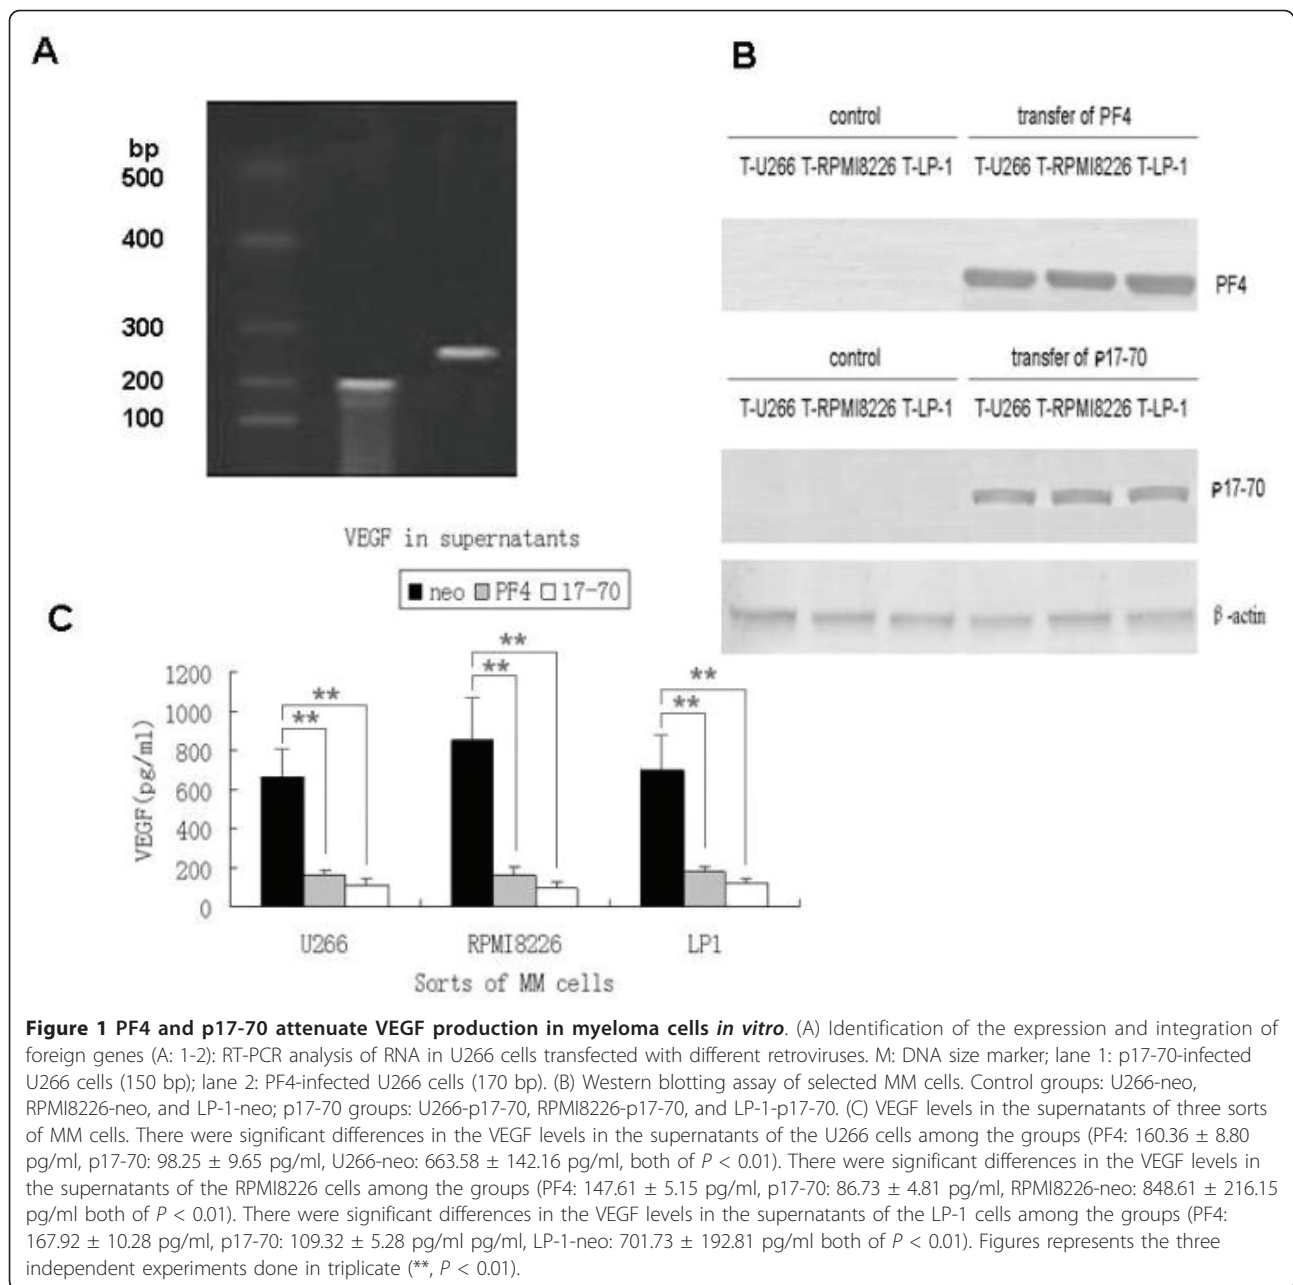 A
bp
500
400
300
200
100
B
control transfer of PF4
T-U266 T-RPMI8226 T-LP-1 T-U266 T-RPMI8226 T-LP-1
PF4
control transfer of p17-70
T-U266 T-RPMI8226 T-LP-1 T-U266 T-RPMI8226 T-LP-1
p17-70
β-actin
C
VEGF in supernatants
neo PF4 17-70
VEGF(pg/ml)
1200
1000
800
600
400
200
0
** **
** **
** **
U266 RPMI8226 LP1
Sorts of MM cells
Figure 1 PF4 and p17-70 attenuate VEGF production in myeloma cells in vitro. (A) Identification of the expression and integration of
foreign genes (A: 1-2): RT-PCR analysis of RNA in U266 cells transfected with different retroviruses. M: DNA size marker; lane 1: p17-70-infected
U266 cells (150 bp); lane 2: PF4-infected U266 cells (170 bp). (B) Western blotting assay of selected MM cells. Control groups: U266-neo,
RPMI8226-neo, and LP-1-neo; p17-70 groups: U266-p17-70, RPMI8226-p17-70, and LP-1-p17-70. (C) VEGF levels in the supernatants of three sorts
of MM cells. There were significant differences in the VEGF levels in the supernatants of the U266 cells among the groups (PF4: 160.36 ± 8.80
pg/ml, p17-70: 98.25 ± 9.65 pg/ml, U266-neo: 663.58 ± 142.16 pg/ml, both of P < 0.01). There were significant differences in the VEGF levels in
the supernatants of the RPMI8226 cells among the groups (PF4: 147.61 ± 5.15 pg/ml, p17-70: 86.73 ± 4.81 pg/ml, RPMI8226-neo: 848.61 ± 216.15
pg/ml both of P < 0.01). There were significant differences in the VEGF levels in the supernatants of the LP-1 cells among the groups (PF4:
167.92 ± 10.28 pg/ml, p17-70: 109.32 ± 5.28 pg/ml pg/ml, LP-1-neo: 701.73 ± 192.81 pg/ml both of P < 0.01). Figures represents the three
independent experiments done in triplicate (**, P < 0.01).